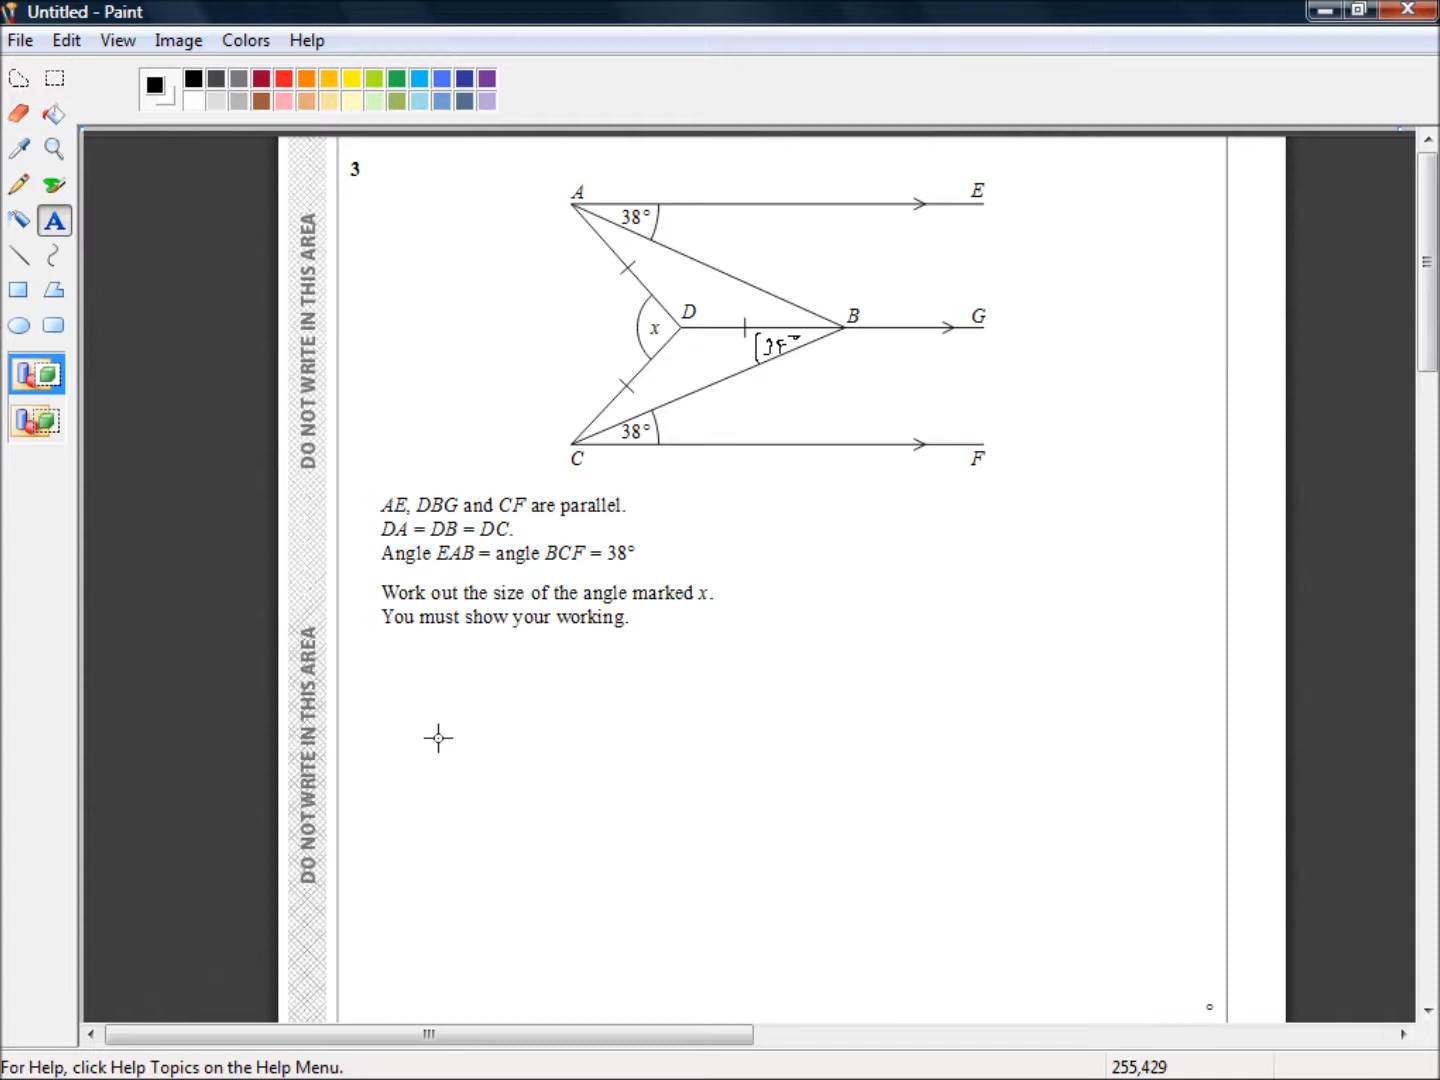 Untitled - Paint
File Edit View Image Colors Help
3
A E
38°
D B G
x
38°
38°
C F
AE, DBG and CF are parallel.
DA = DB = DC.
Angle EAB = angle BCF = 38°
Work out the size of the angle marked x.
You must show your working.
DO NOT WRITE IN THIS AREA
DO NOT WRITE IN THIS AREA
°
For Help, click Help Topics on the Help Menu.
255,429